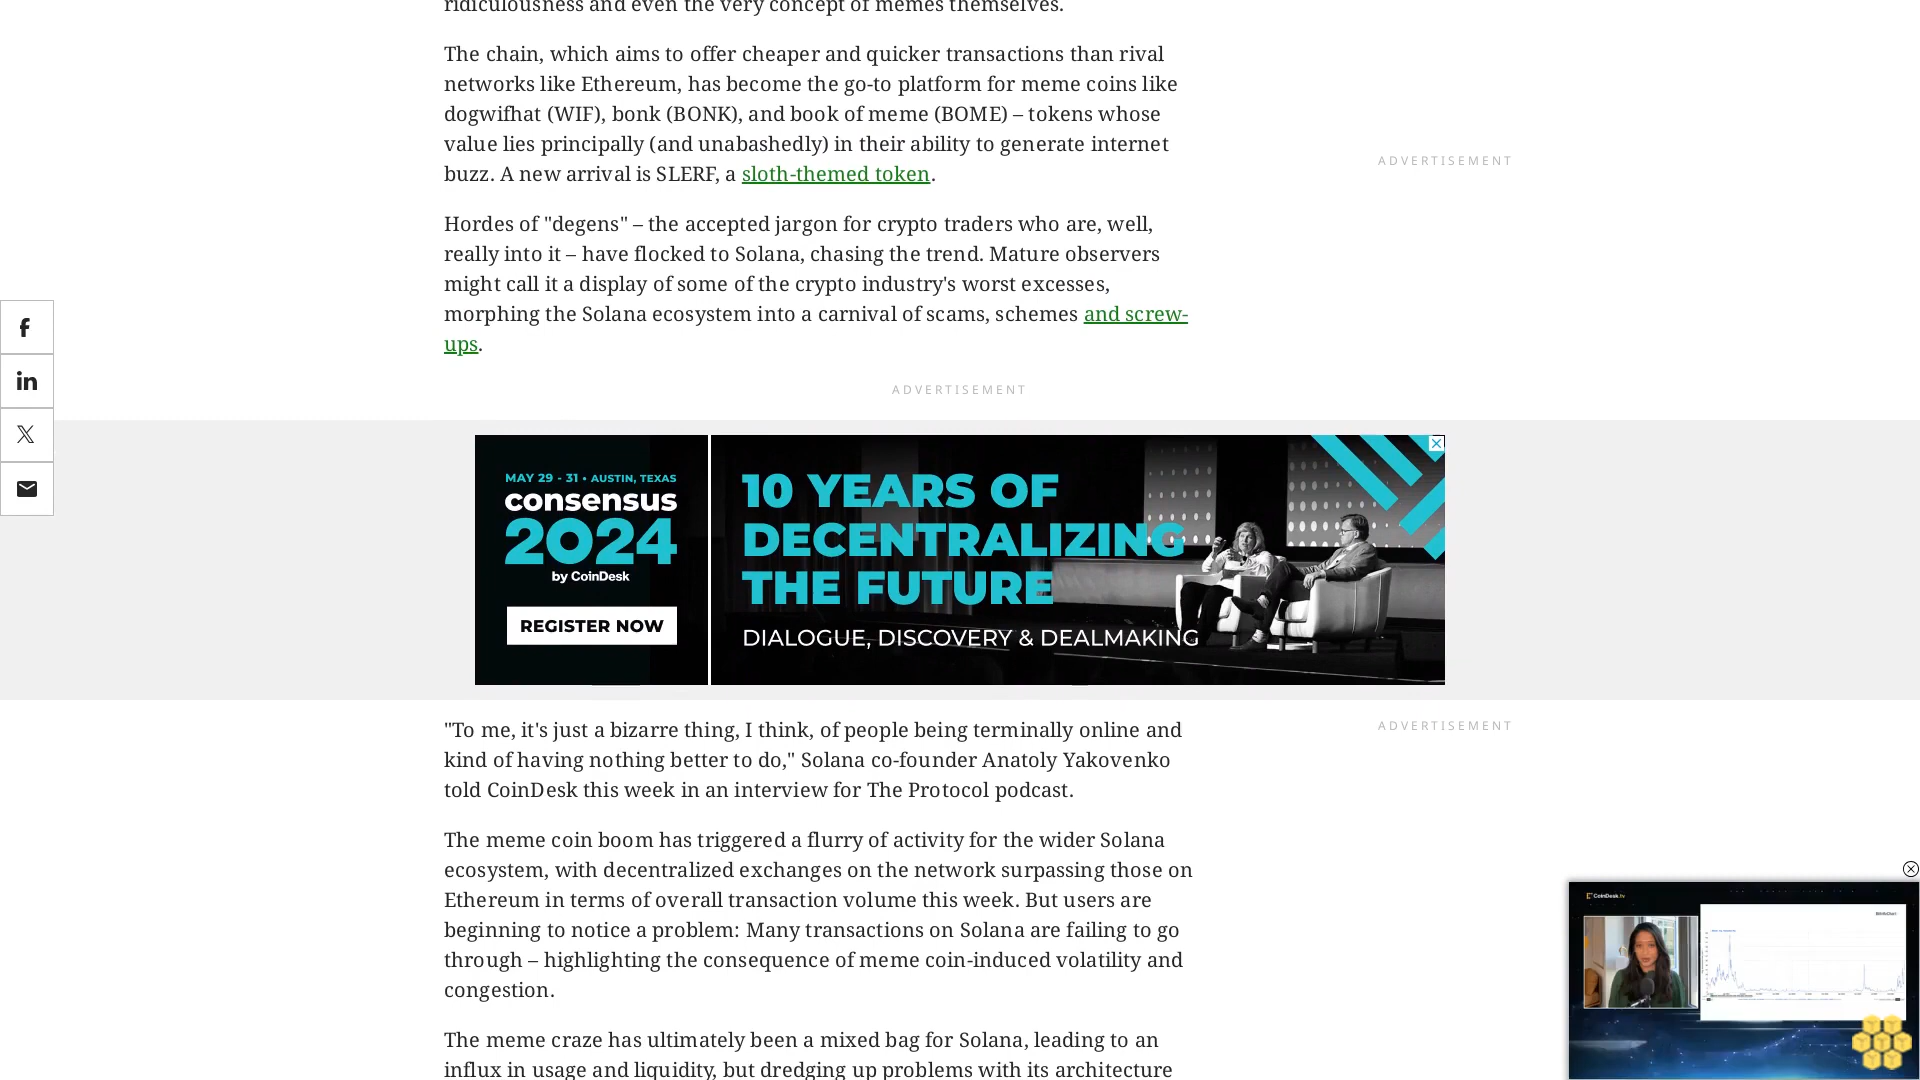 ridiculousness and even the very concept of memes themselves.
The chain, which aims to offer cheaper and quicker transactions than rival
networks like Ethereum, has become the go-to platform for meme coins like
dogwifhat (WIF), bonk (BONK), and book of meme (BOME) – tokens whose
value lies principally (and unabashedly) in their ability to generate internet
buzz. A new arrival is SLERF, a sloth-themed token.
ADVERTISEMENT
Hordes of "degens" – the accepted jargon for crypto traders who are, well,
really into it – have flocked to Solana, chasing the trend. Mature observers
might call it a display of some of the crypto industry's worst excesses,
morphing the Solana ecosystem into a carnival of scams, schemes and screw-
ups.
ADVERTISEMENT
MAY 29 - 31 • AUSTIN, TEXAS
consensus
2024
by CoinDesk
REGISTER NOW
10 YEARS OF
DECENTRALIZING
THE FUTURE
DIALOGUE, DISCOVERY & DEALMAKING
"To me, it's just a bizarre thing, I think, of people being terminally online and
kind of having nothing better to do," Solana co-founder Anatoly Yakovenko
told CoinDesk this week in an interview for The Protocol podcast.
ADVERTISEMENT
The meme coin boom has triggered a flurry of activity for the wider Solana
ecosystem, with decentralized exchanges on the network surpassing those on
Ethereum in terms of overall transaction volume this week. But users are
beginning to notice a problem: Many transactions on Solana are failing to go
through – highlighting the consequence of meme coin-induced volatility and
congestion.
The meme craze has ultimately been a mixed bag for Solana, leading to an
influx in usage and liquidity, but dredging up problems with its architecture
CoinDesk.tv